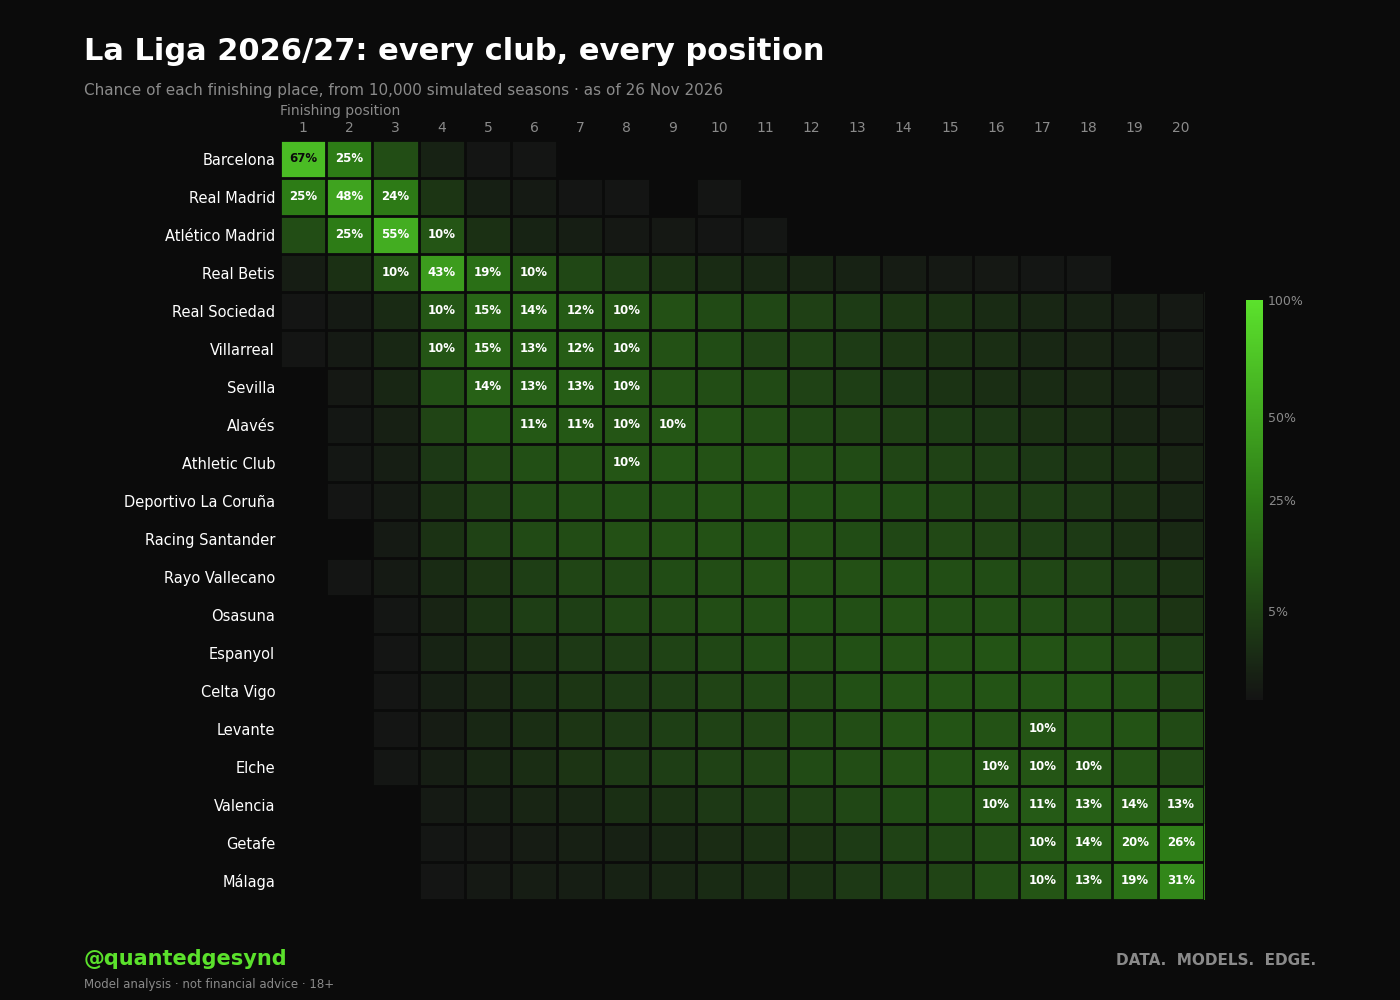 La Liga 2026/27: every club, every position
Chance of each finishing place, from 10,000 simulated seasons · as of 26 Nov 2026
Finishing position
1 2 3 4 5 6 7 8 9 10 11 12 13 14 15 16 17 18 19 20
Barcelona 67% 25%
Real Madrid 25% 48% 24%
Atlético Madrid 25% 55% 10%
Real Betis 10% 43% 19% 10%
Real Sociedad 10% 15% 14% 12% 10%
Villarreal 10% 15% 13% 12% 10%
Sevilla 14% 13% 13% 10%
Alavés 11% 11% 10% 10%
Athletic Club 10%
Deportivo La Coruña
Racing Santander
Rayo Vallecano
Osasuna
Espanyol
Celta Vigo
Levante 10%
Elche 10% 10% 10%
Valencia 10% 11% 13% 14% 13%
Getafe 10% 14% 20% 26%
Málaga 10% 13% 19% 31%
100%
50%
25%
5%
@quantedgesynd
DATA. MODELS. EDGE.
Model analysis · not financial advice · 18+